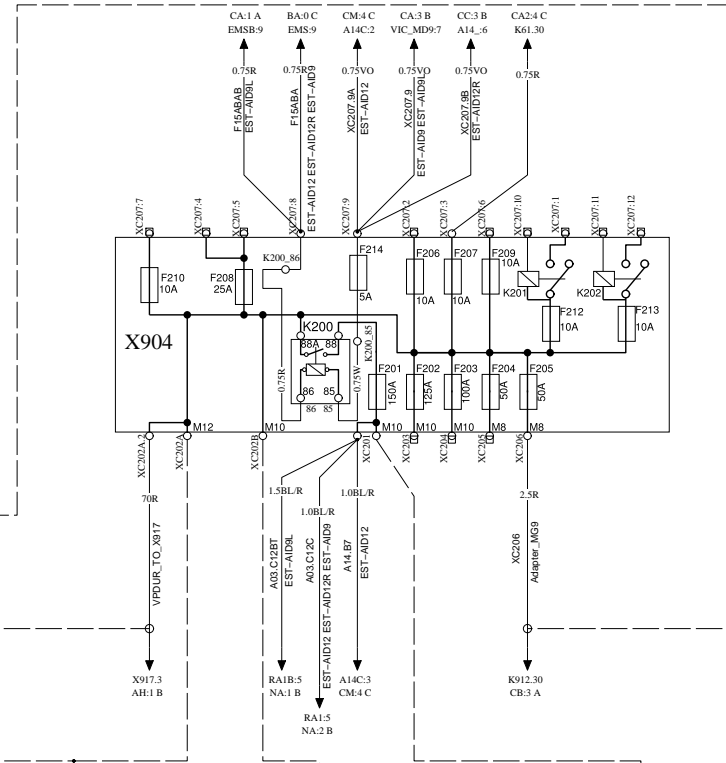 CA:1 A
EMSB:9
BA:0 C
EMS:9
CM:4 C
A14C:2
CA:3 B
VIC_MD9:7
CC:3 B
A14_:6
CA2:4 C
K61.30
0.75R
0.75R
0.75VO
0.75VO
0.75VO
0.75R
F15ABAB
EST-AID9L
F15ABA
EST-AID12 EST-AID12R EST-AID9
XC207.9A
EST-AID12
XC207.9
EST-AID9 EST-AID9L
XC207.9B
EST-AID12R
XC207:7
XC207:4
XC207:5
XC207:8
XC207:9
XC207:2
XC207:3
XC207:6
XC207:10
XC207:1
XC207:11
XC207:12
F210
10A
F208
25A
K200_86
F214
5A
F206
10A
F207
10A
F209
10A
K201
K202
F212
10A
F213
10A
X904
K200
88A
88
86
85
86
85
0.75R
0.75W
K200_85
F201
150A
F202
125A
F203
100A
F204
50A
F205
50A
M12
M10
M10
M10
M10
M8
M8
XC202A.2
XC202A
XC202B
XC201
XC203
XC204
XC205
XC206
70R
VPDUR_TO_X917
1.5BL/R
A03.C12BT
EST-AID9L
1.0BL/R
A03.C12C
EST-AID12 EST-AID12R EST-AID9
1.0BL/R
A14.B7
EST-AID12
2.5R
XC206
Adapter_MG9
X917.3
AH:1 B
RA1B:5
NA:1 B
RA1:5
NA:2 B
A14C:3
CM:4 C
K912.30
CB:3 A